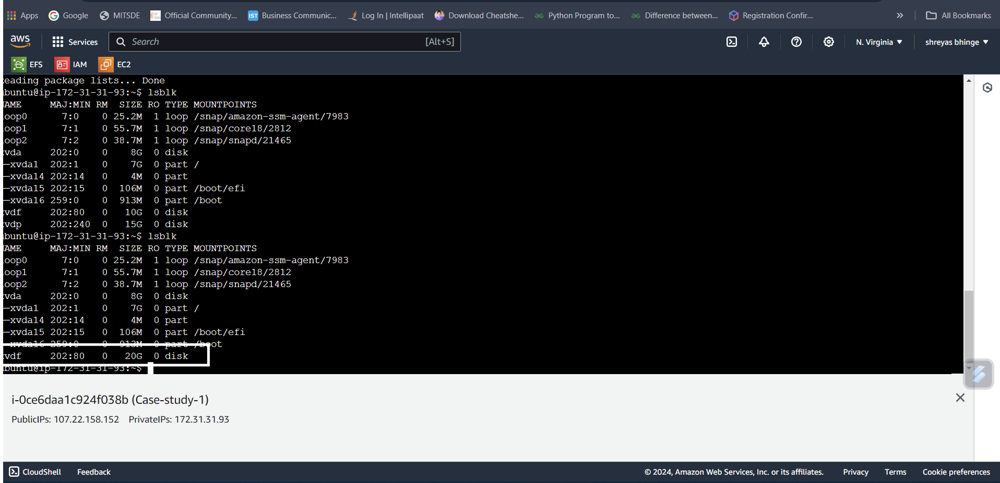 Apps Google MITSDE Official Community... IST Business Communic... Log In | Intellipaat Download Cheatshe... Python Program to... Difference between... Registration Confir... » All Bookmarks
aws Services Search [Alt+S] N. Virginia ▼ shreyas bhinge ▼
EFS IAM EC2
eading package lists... Done
buntu@ip-172-31-31-93:~$ lsblk
AME MAJ:MIN RM SIZE RO TYPE MOUNTPOINTS
oop0 7:0 0 25.2M 1 loop /snap/amazon-ssm-agent/7983
oop1 7:1 0 55.7M 1 loop /snap/core18/2812
oop2 7:2 0 38.7M 1 loop /snap/snapd/21465
vda 202:0 0 8G 0 disk
─xvda1 202:1 0 7G 0 part /
─xvda14 202:14 0 4M 0 part
─xvda15 202:15 0 106M 0 part /boot/efi
─xvda16 259:0 0 913M 0 part /boot
vdf 202:80 0 10G 0 disk
vdp 202:240 0 15G 0 disk
buntu@ip-172-31-31-93:~$ lsblk
AME MAJ:MIN RM SIZE RO TYPE MOUNTPOINTS
oop0 7:0 0 25.2M 1 loop /snap/amazon-ssm-agent/7983
oop1 7:1 0 55.7M 1 loop /snap/core18/2812
oop2 7:2 0 38.7M 1 loop /snap/snapd/21465
vda 202:0 0 8G 0 disk
─xvda1 202:1 0 7G 0 part /
─xvda14 202:14 0 4M 0 part
─xvda15 202:15 0 106M 0 part /boot/efi
─xvda16 259:0 0 913M 0 part /boot
vdf 202:80 0 20G 0 disk
buntu@ip-172-31-31-93:~$
i-0ce6daa1c924f038b (Case-study-1)
PublicIPs: 107.22.158.152 PrivateIPs: 172.31.31.93
CloudShell Feedback © 2024, Amazon Web Services, Inc. or its affiliates. Privacy Terms Cookie preferences